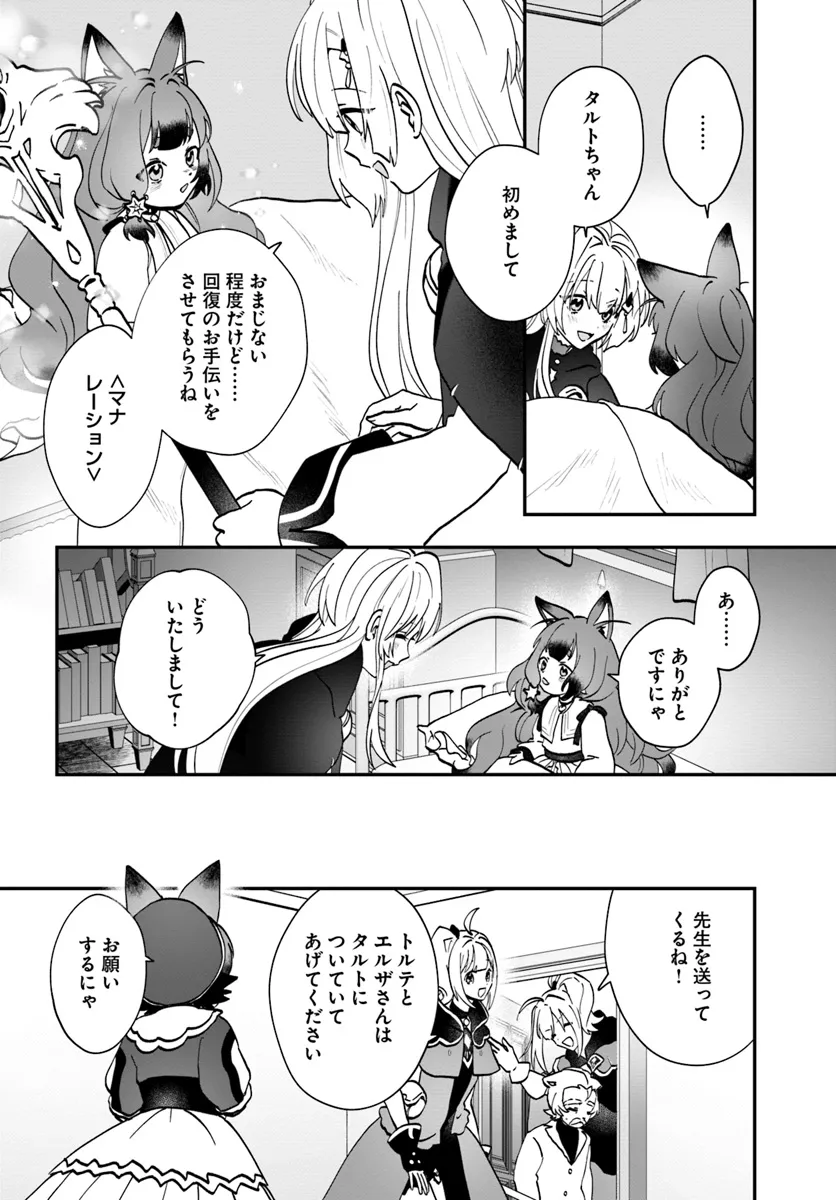 ……
タルトちゃん
初めまして
おまじない
程度だけど……
回復のお手伝いを
させてもらうね
<マナ
レーション>
あ……
ありがと
ですにゃ
どう
いたしまして！
先生を送って
くるね！
トルテと
エルザさんは
タルトに
ついていて
あげてください
お願い
するにゃ